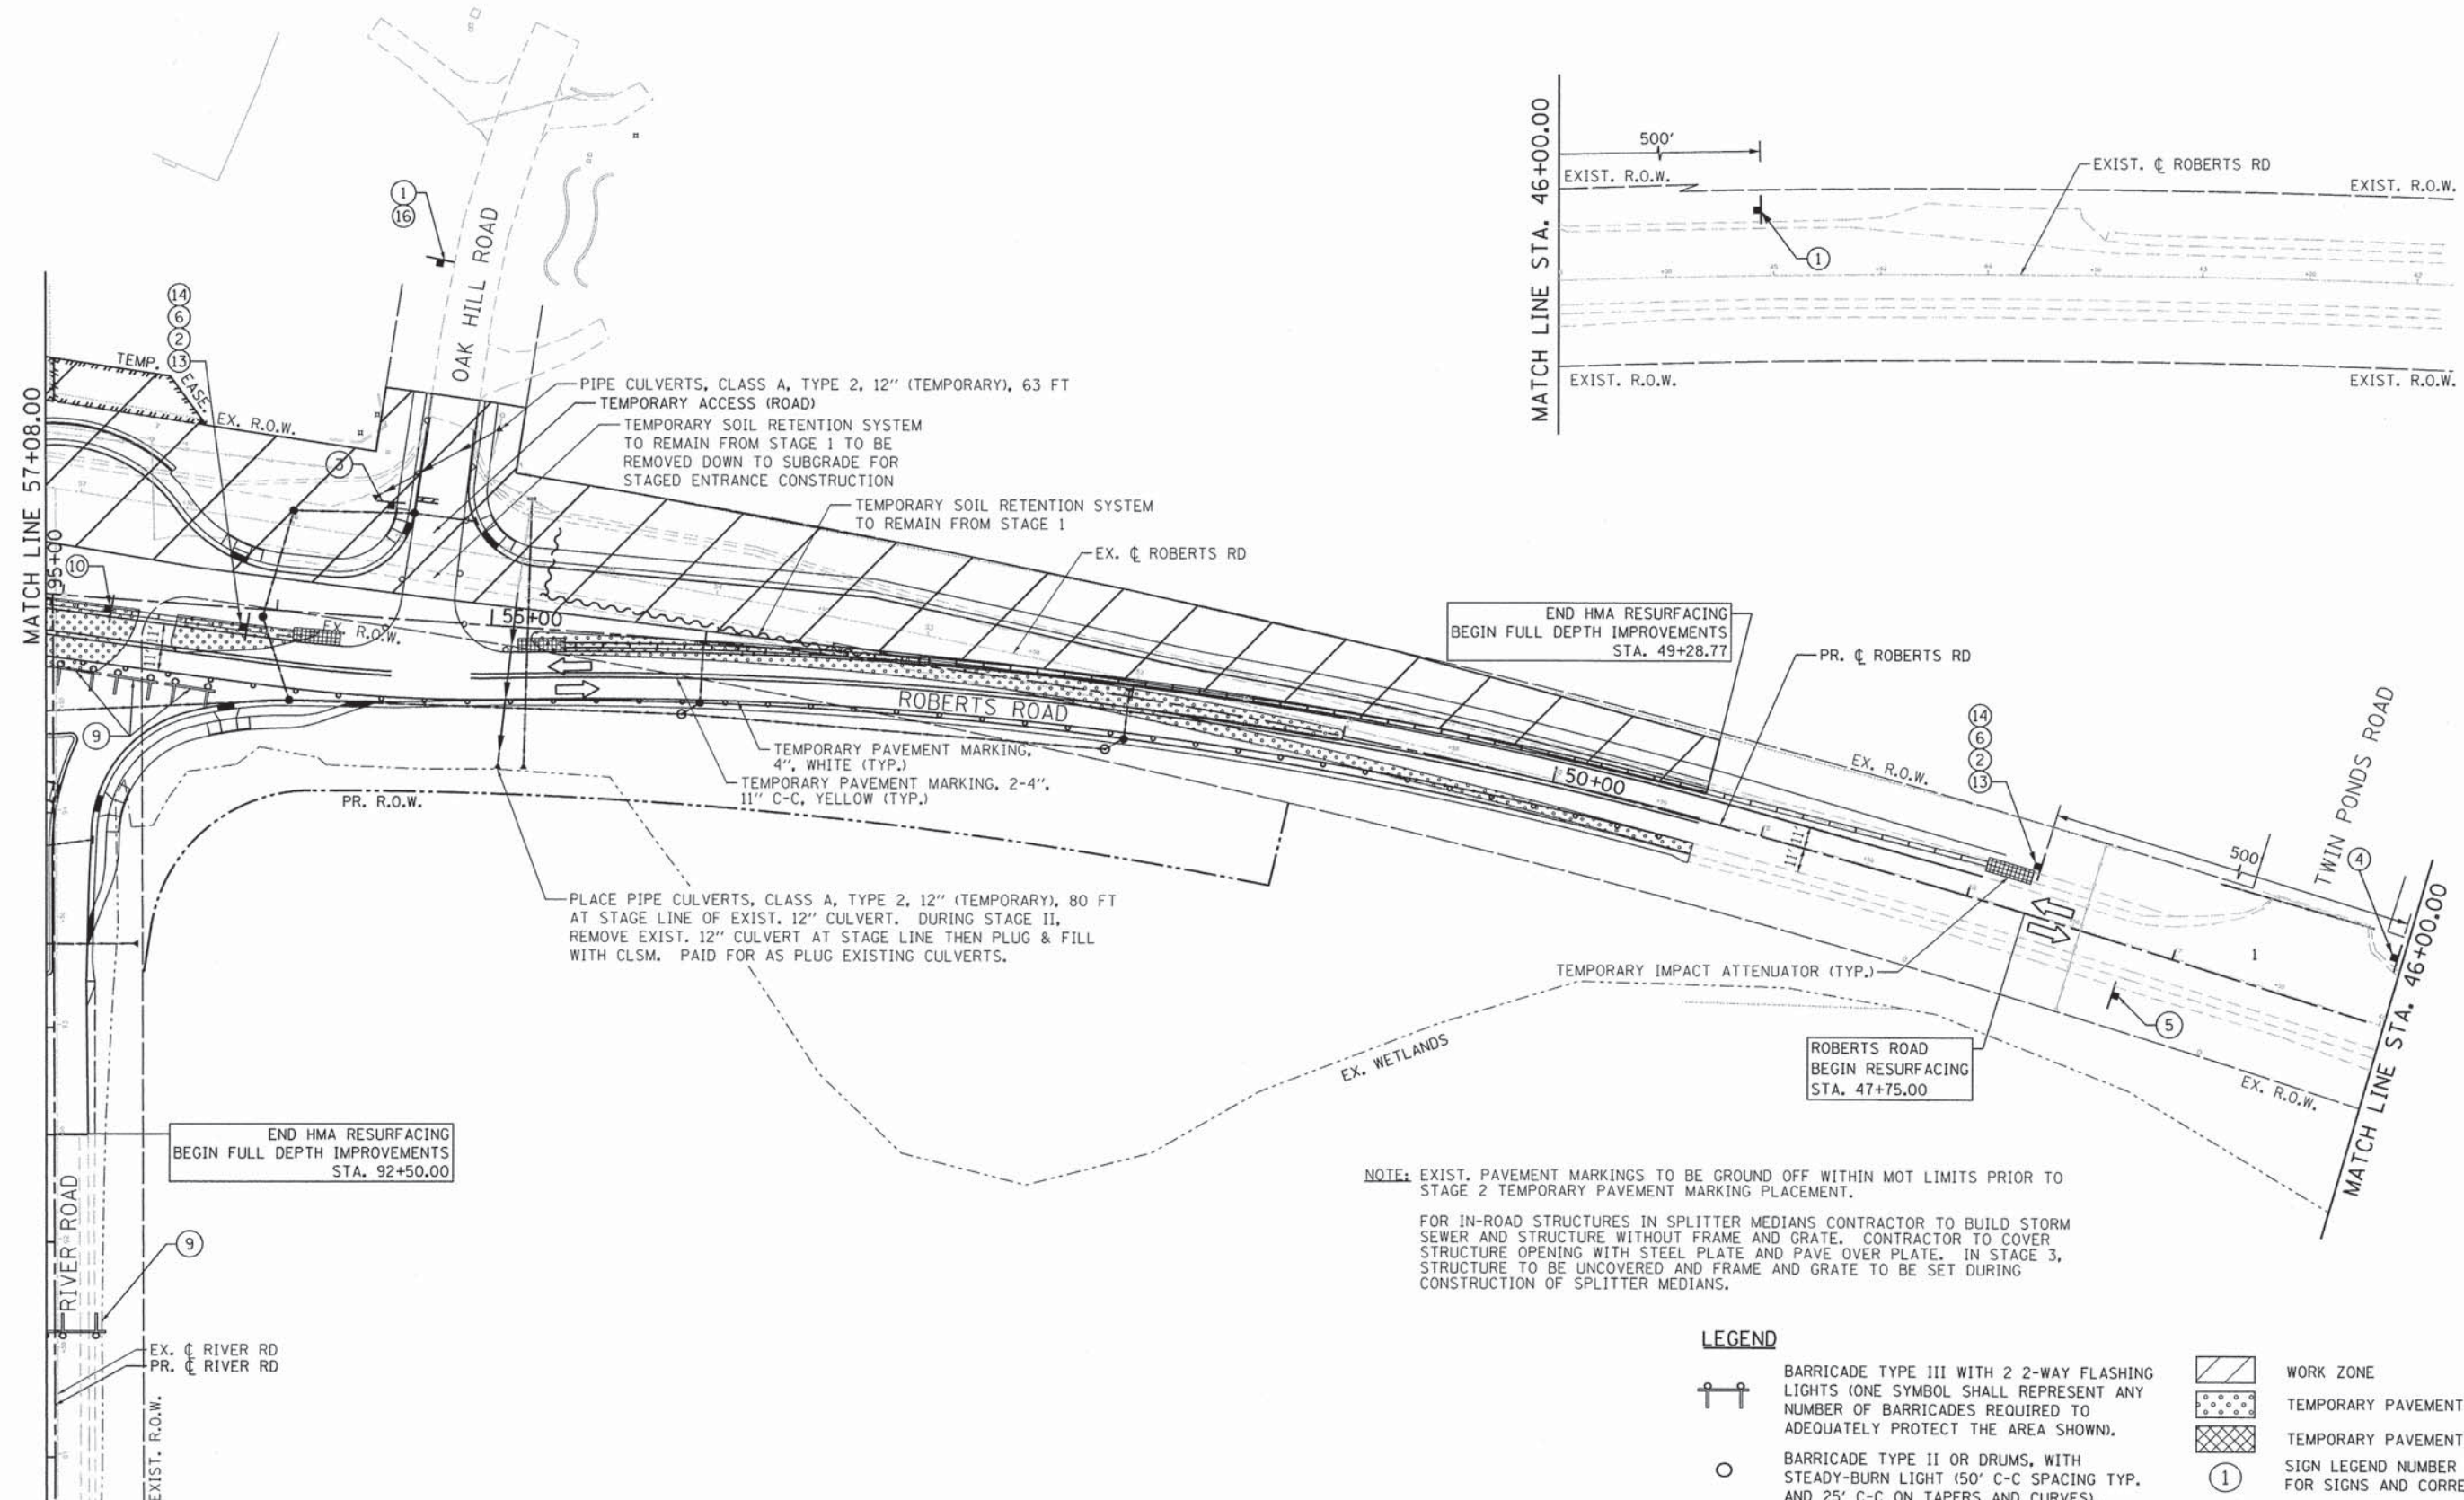 1
16
OAK HILL ROAD
14
6
2
13
TEMP. EASE.
EX. R.O.W.
3
MATCH LINE 57+08.00
95+00
10
11'
11'
EX. R.O.W.
55+00
9
PIPE CULVERTS, CLASS A, TYPE 2, 12" (TEMPORARY), 63 FT
TEMPORARY ACCESS (ROAD)
TEMPORARY SOIL RETENTION SYSTEM
TO REMAIN FROM STAGE 1 TO BE
REMOVED DOWN TO SUBGRADE FOR
STAGED ENTRANCE CONSTRUCTION
TEMPORARY SOIL RETENTION SYSTEM
TO REMAIN FROM STAGE 1
EX. ℄ ROBERTS RD
ROBERTS ROAD
TEMPORARY PAVEMENT MARKING,
4", WHITE (TYP.)
TEMPORARY PAVEMENT MARKING, 2-4",
11" C-C, YELLOW (TYP.)
PR. R.O.W.
PLACE PIPE CULVERTS, CLASS A, TYPE 2, 12" (TEMPORARY), 80 FT
AT STAGE LINE OF EXIST. 12" CULVERT. DURING STAGE II,
REMOVE EXIST. 12" CULVERT AT STAGE LINE THEN PLUG & FILL
WITH CLSM. PAID FOR AS PLUG EXISTING CULVERTS.
MATCH LINE STA. 46+00.00
500'
EXIST. R.O.W.
EXIST. ℄ ROBERTS RD
EXIST. R.O.W.
1
EXIST. R.O.W.
EXIST. R.O.W.
END HMA RESURFACING
BEGIN FULL DEPTH IMPROVEMENTS
STA. 49+28.77
PR. ℄ ROBERTS RD
50+00
14
6
2
13
EX. R.O.W.
TWIN PONDS ROAD
500'
4
11'
11'
1
TEMPORARY IMPACT ATTENUATOR (TYP.)
5
ROBERTS ROAD
BEGIN RESURFACING
STA. 47+75.00
EX. R.O.W.
MATCH LINE STA. 46+00.00
EX. WETLANDS
END HMA RESURFACING
BEGIN FULL DEPTH IMPROVEMENTS
STA. 92+50.00
RIVER ROAD
9
EX. ℄ RIVER RD
PR. ℄ RIVER RD
EXIST. R.O.W.
NOTE: EXIST. PAVEMENT MARKINGS TO BE GROUND OFF WITHIN MOT LIMITS PRIOR TO
STAGE 2 TEMPORARY PAVEMENT MARKING PLACEMENT.
FOR IN-ROAD STRUCTURES IN SPLITTER MEDIANS CONTRACTOR TO BUILD STORM
SEWER AND STRUCTURE WITHOUT FRAME AND GRATE. CONTRACTOR TO COVER
STRUCTURE OPENING WITH STEEL PLATE AND PAVE OVER PLATE. IN STAGE 3,
STRUCTURE TO BE UNCOVERED AND FRAME AND GRATE TO BE SET DURING
CONSTRUCTION OF SPLITTER MEDIANS.
LEGEND
BARRICADE TYPE III WITH 2 2-WAY FLASHING
LIGHTS (ONE SYMBOL SHALL REPRESENT ANY
NUMBER OF BARRICADES REQUIRED TO
ADEQUATELY PROTECT THE AREA SHOWN).
BARRICADE TYPE II OR DRUMS, WITH
STEADY-BURN LIGHT (50' C-C SPACING TYP.
AND 25' C-C ON TAPERS AND CURVES)
WORK ZONE
TEMPORARY PAVEMENT
TEMPORARY PAVEMENT
1
SIGN LEGEND NUMBER
FOR SIGNS AND CORRE